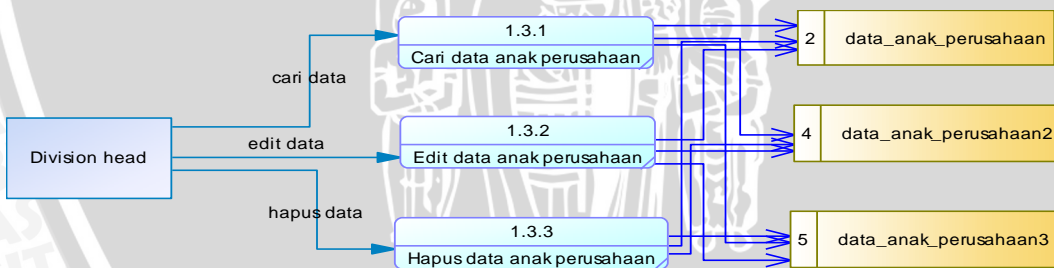 1.3.1
Cari data anak perusahaan
2
data_anak_perusahaan
cari data
1.3.2
Edit data anak perusahaan
4
data_anak_perusahaan2
Division head
edit data
hapus data
1.3.3
Hapus data anak perusahaan
5
data_anak_perusahaan3